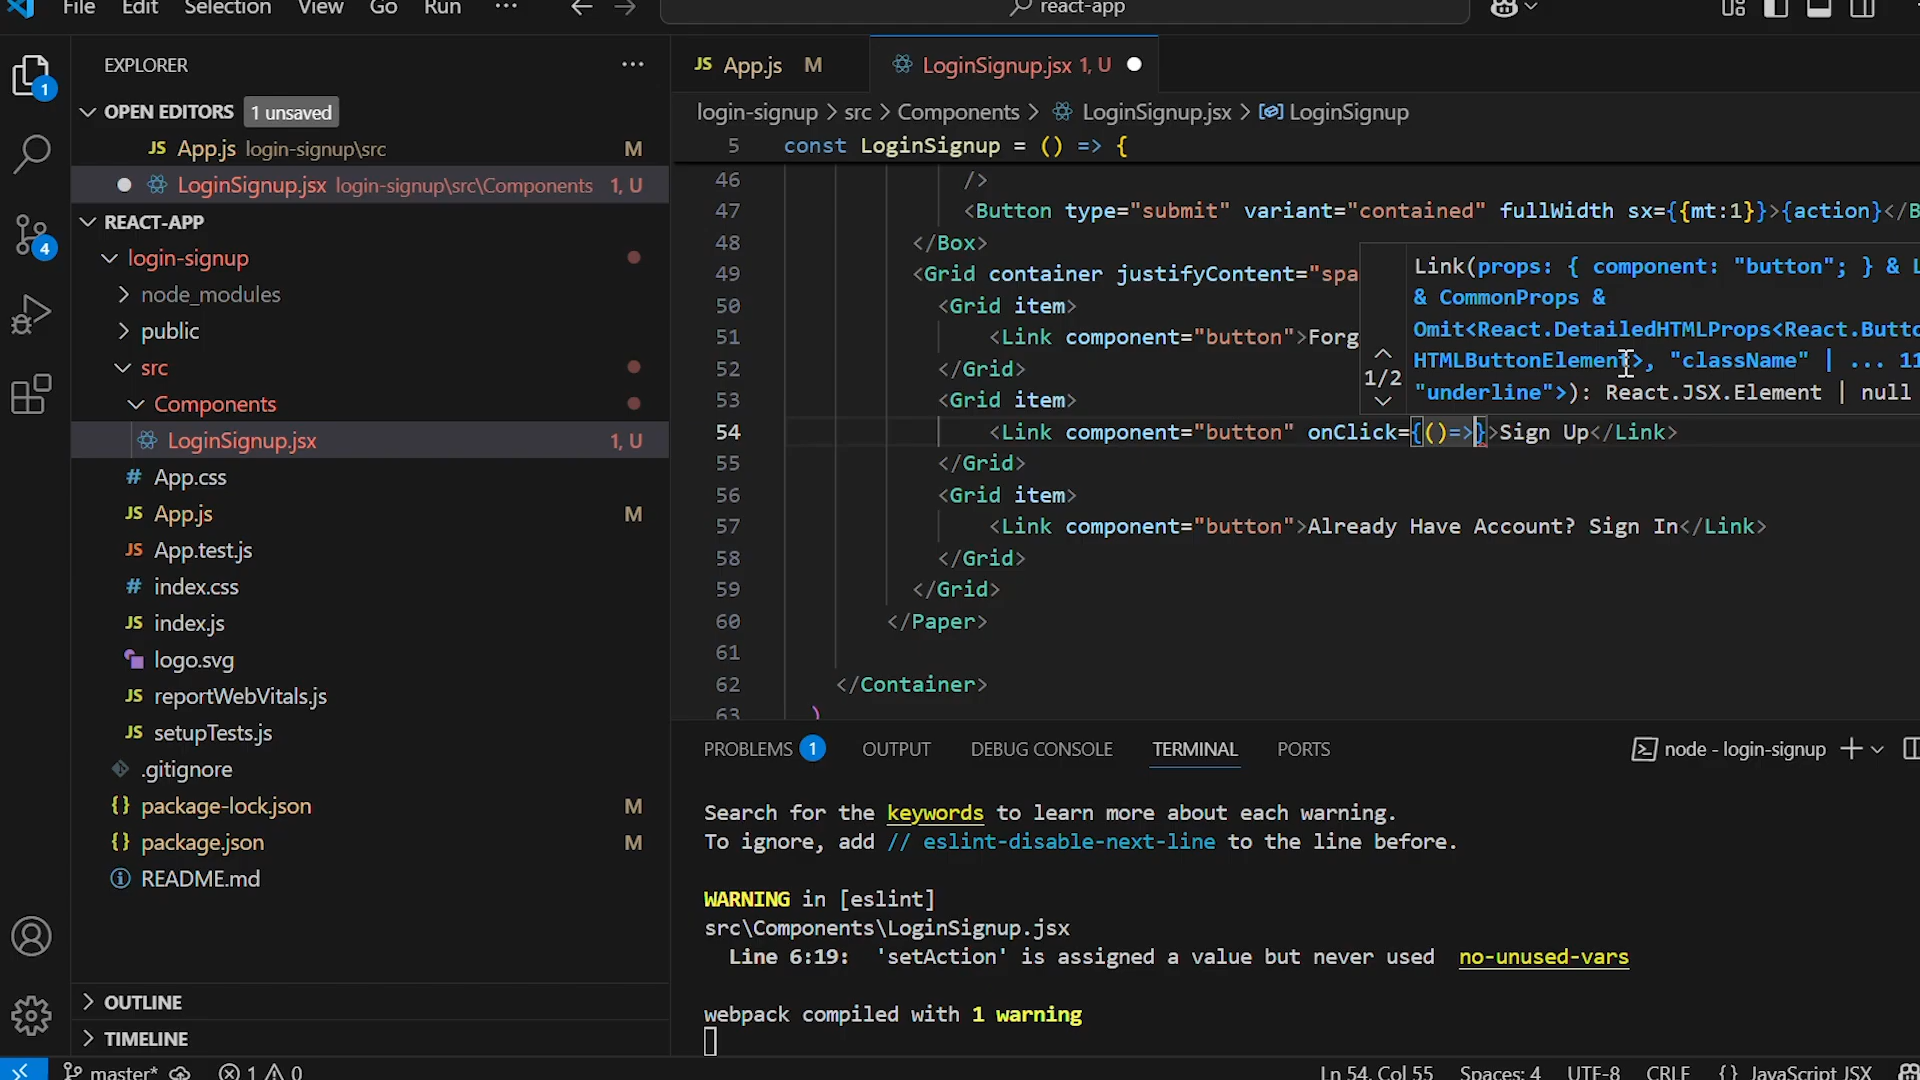 File Edit Selection View Go Run ··· react-app
EXPLORER ···
OPEN EDITORS 1 unsaved
JS App.js login-signup\src M
LoginSignup.jsx login-signup\src\Components 1, U
REACT-APP
login-signup
node_modules
public
src
Components
LoginSignup.jsx 1, U
# App.css
JS App.js M
JS App.test.js
# index.css
JS index.js
logo.svg
JS reportWebVitals.js
JS setupTests.js
.gitignore
{} package-lock.json M
{} package.json M
README.md
OUTLINE
TIMELINE
1
4
JS App.js M LoginSignup.jsx 1, U
login-signup > src > Components > LoginSignup.jsx > LoginSignup
5 const LoginSignup = () => {
46 />
47 <Button type="submit" variant="contained" fullWidth sx={{mt:1}}>{action}</B
48 </Box>
49 <Grid container justifyContent="spa
50 <Grid item>
51 <Link component="button">Forg
52 </Grid>
53 <Grid item>
54 <Link component="button" onClick={()=>}>Sign Up</Link>
55 </Grid>
56 <Grid item>
57 <Link component="button">Already Have Account? Sign In</Link>
58 </Grid>
59 </Grid>
60 </Paper>
61
62 </Container>
63 )
1/2
Link(props: { component: "button"; } & L
& CommonProps &
Omit<React.DetailedHTMLProps<React.Butto
HTMLButtonElement>, "className" | ... 11
"underline">): React.JSX.Element | null
PROBLEMS 1 OUTPUT DEBUG CONSOLE TERMINAL PORTS node - login-signup
Search for the keywords to learn more about each warning.
To ignore, add // eslint-disable-next-line to the line before.
WARNING in [eslint]
src\Components\LoginSignup.jsx
Line 6:19: 'setAction' is assigned a value but never used no-unused-vars
webpack compiled with 1 warning
master* 1 0 Ln 54, Col 55 Spaces: 4 UTF-8 CRLF {} JavaScript JSX